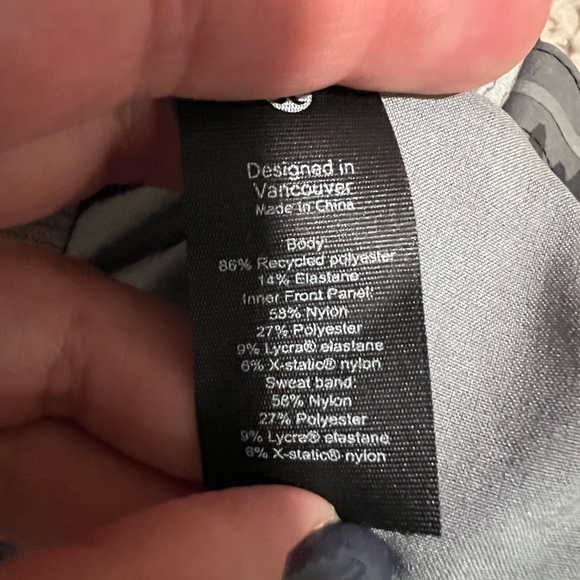 Designed in
Vancouver
Made in China
Body:
86% Recycled polyester
14% Elastane
Inner Front Panel:
58% Nylon
27% Polyester
9% Lycra® elastane
6% X-static® nylon
Sweat band:
58% Nylon
27% Polyester
9% Lycra® elastane
6% X-static® nylon